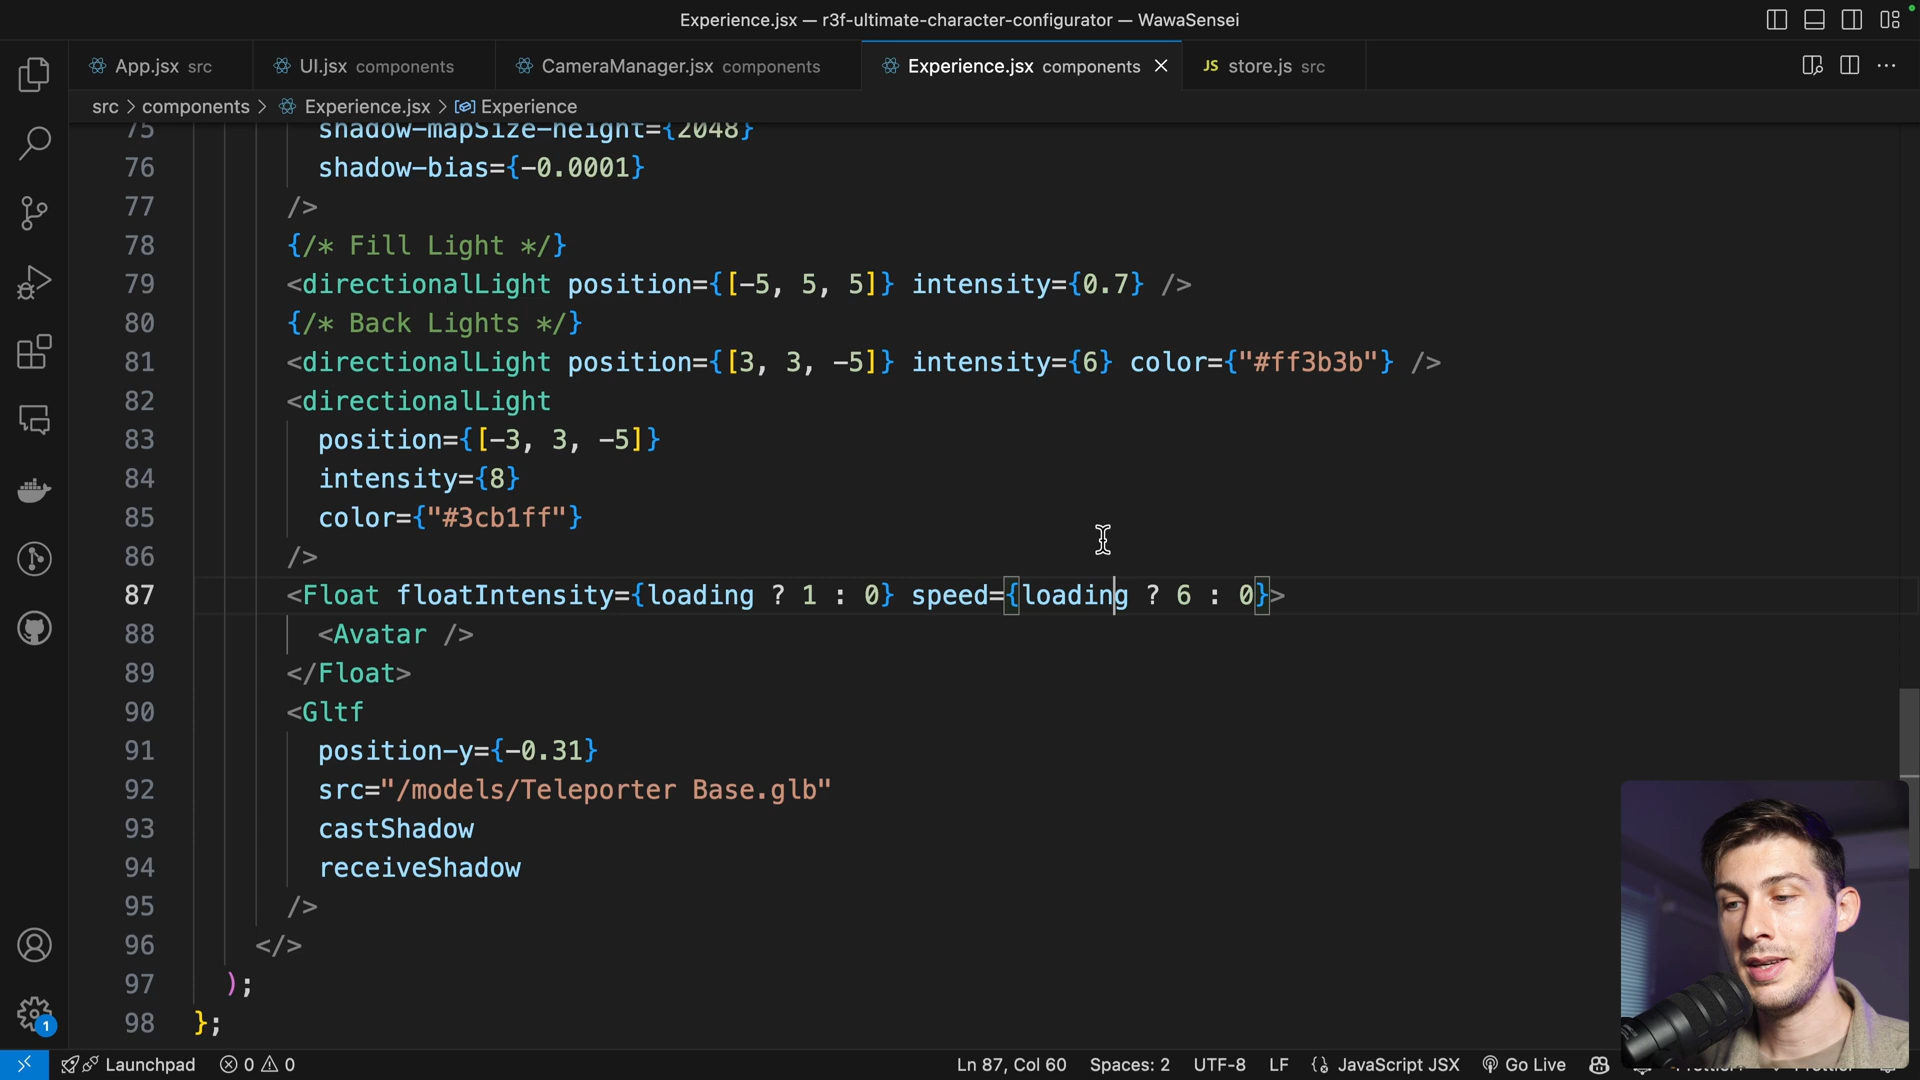 Experience.jsx — r3f-ultimate-character-configurator — WawaSensei
App.jsx src
UI.jsx components
CameraManager.jsx components
Experience.jsx components
JS store.js src
src > components > Experience.jsx > Experience
75 shadow-mapSize-height={2048}
76 shadow-bias={-0.0001}
77 />
78 {/* Fill Light */}
79 <directionalLight position={[-5, 5, 5]} intensity={0.7} />
80 {/* Back Lights */}
81 <directionalLight position={[3, 3, -5]} intensity={6} color={"#ff3b3b"} />
82 <directionalLight
83 position={[-3, 3, -5]}
84 intensity={8}
85 color={"#3cb1ff"}
86 />
87 <Float floatIntensity={loading ? 1 : 0} speed={loading ? 6 : 0}>
88 <Avatar />
89 </Float>
90 <Gltf
91 position-y={-0.31}
92 src="/models/Teleporter Base.glb"
93 castShadow
94 receiveShadow
95 />
96 </>
97 );
98 };
1
Launchpad 0 0 Ln 87, Col 60 Spaces: 2 UTF-8 LF {} JavaScript JSX Go Live